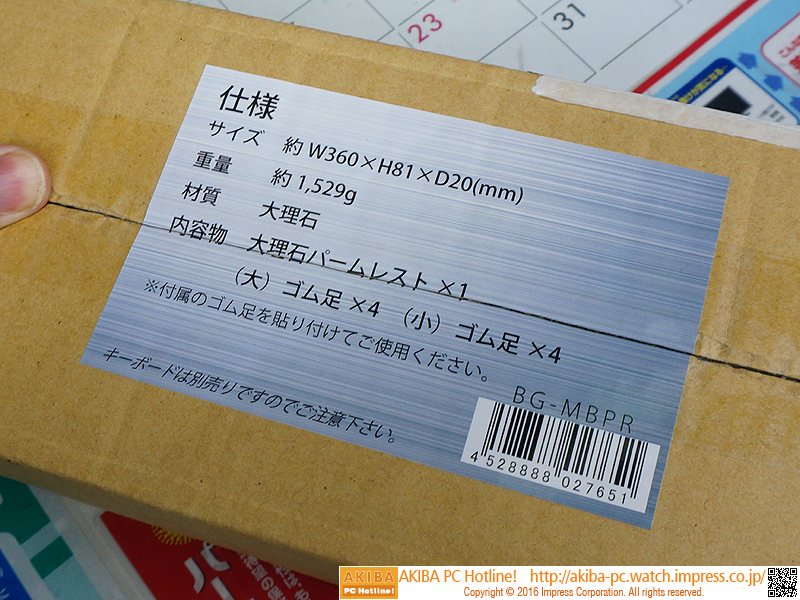 23
31
仕様
サイズ 約 W360×H81×D20(mm)
重量 約 1,529g
材質 大理石
内容物 大理石パームレスト ×1
（大）ゴム足 ×4 （小）ゴム足 ×4
※付属のゴム足を貼り付けてご使用ください。
キーボードは別売りですのでご注意下さい。
BG-MBPR
4 528888 027651
AKIBA
PC Hotline!
AKIBA PC Hotline! http://akiba-pc.watch.impress.co.jp/
Copyright © 2016 Impress Corporation. All rights reserved.